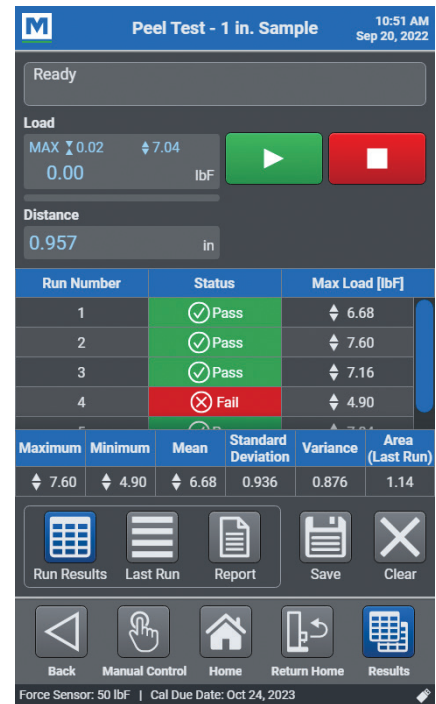 M
Peel Test - 1 in. Sample
10:51 AM
Sep 20, 2022
Ready
Load
MAX 0.02 7.04
0.00 lbF
Distance
0.957 in
Run Number Status Max Load [lbF]
1 Pass 6.68
2 Pass 7.60
3 Pass 7.16
4 Fail 4.90
Maximum Minimum Mean Standard Deviation Variance Area (Last Run)
7.60 4.90 6.68 0.936 0.876 1.14
Run Results Last Run Report Save Clear
Back Manual Control Home Return Home Results
Force Sensor: 50 lbF | Cal Due Date: Oct 24, 2023